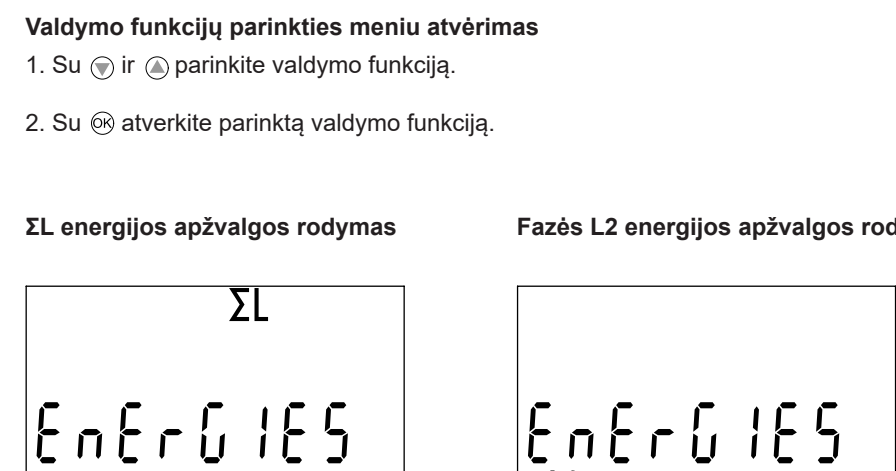 Valdymo funkcijų parinkties meniu atvėrimas
1. Su ir parinkite valdymo funkciją.
2. Su OK atverkite parinktą valdymo funkciją.
ΣL energijos apžvalgos rodymas
Fazės L2 energijos apžvalgos
ΣL
EnErGIES
EnErGIES